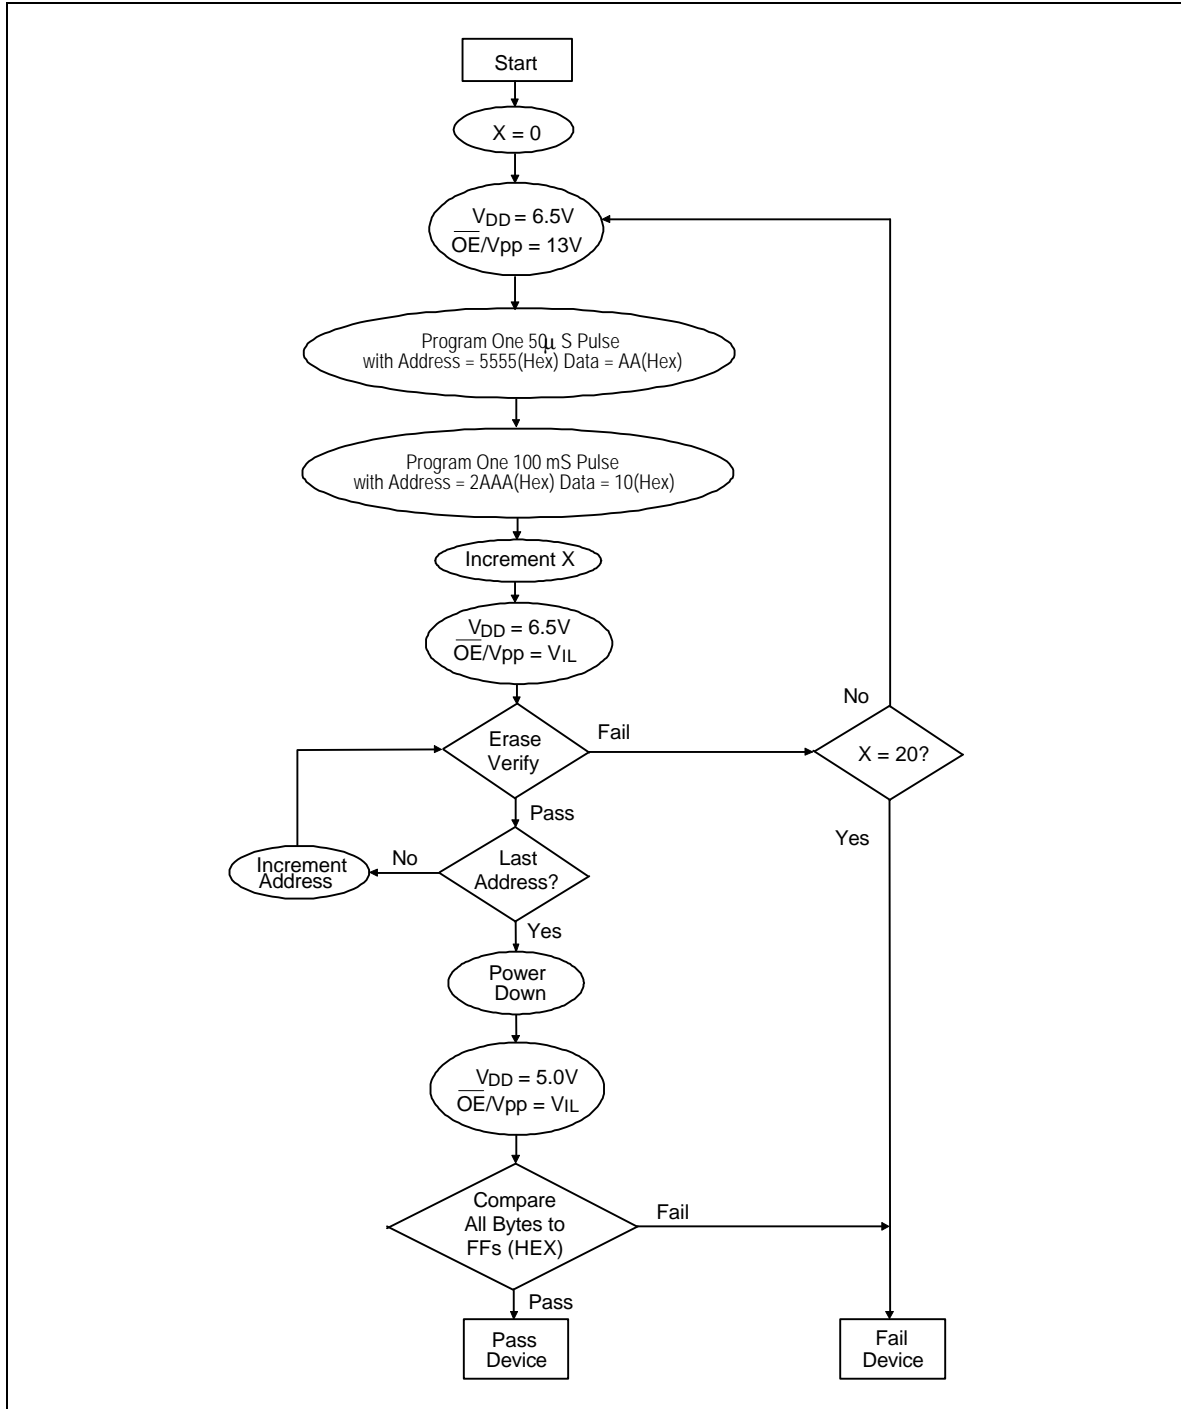 Start
X = 0
VDD = 6.5V
OE/Vpp = 13V
Program One 50μ S Pulse
with Address = 5555(Hex) Data = AA(Hex)
Program One 100 mS Pulse
with Address = 2AAA(Hex) Data = 10(Hex)
Increment X
VDD = 6.5V
OE/Vpp = VIL
Erase
Verify
Fail
No
X = 20?
Yes
Pass
Last
Address?
No
Increment
Address
Yes
Power
Down
VDD = 5.0V
OE/Vpp = VIL
Compare
All Bytes to
FFs (HEX)
Fail
Pass
Pass
Device
Fail
Device